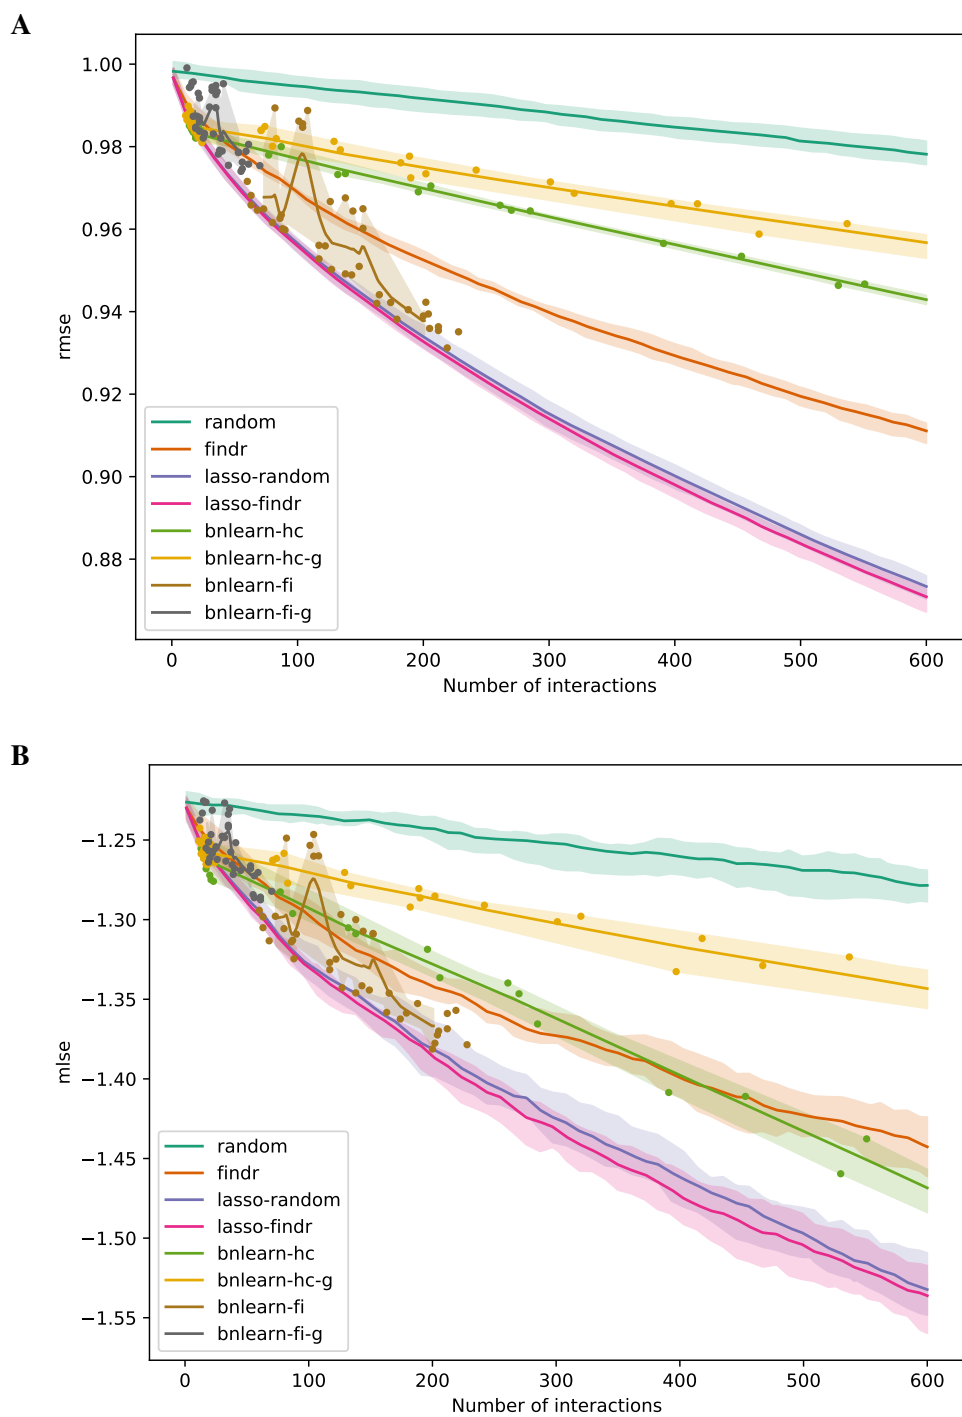 A
1.00
0.98
0.96
0.94
0.92
0.90
0.88
rmse
random
findr
lasso-random
lasso-findr
bnlearn-hc
bnlearn-hc-g
bnlearn-fi
bnlearn-fi-g
0 100 200 300 400 500 600
Number of interactions
B
−1.25
−1.30
−1.35
−1.40
−1.45
−1.50
−1.55
mlse
random
findr
lasso-random
lasso-findr
bnlearn-hc
bnlearn-hc-g
bnlearn-fi
bnlearn-fi-g
0 100 200 300 400 500 600
Number of interactions